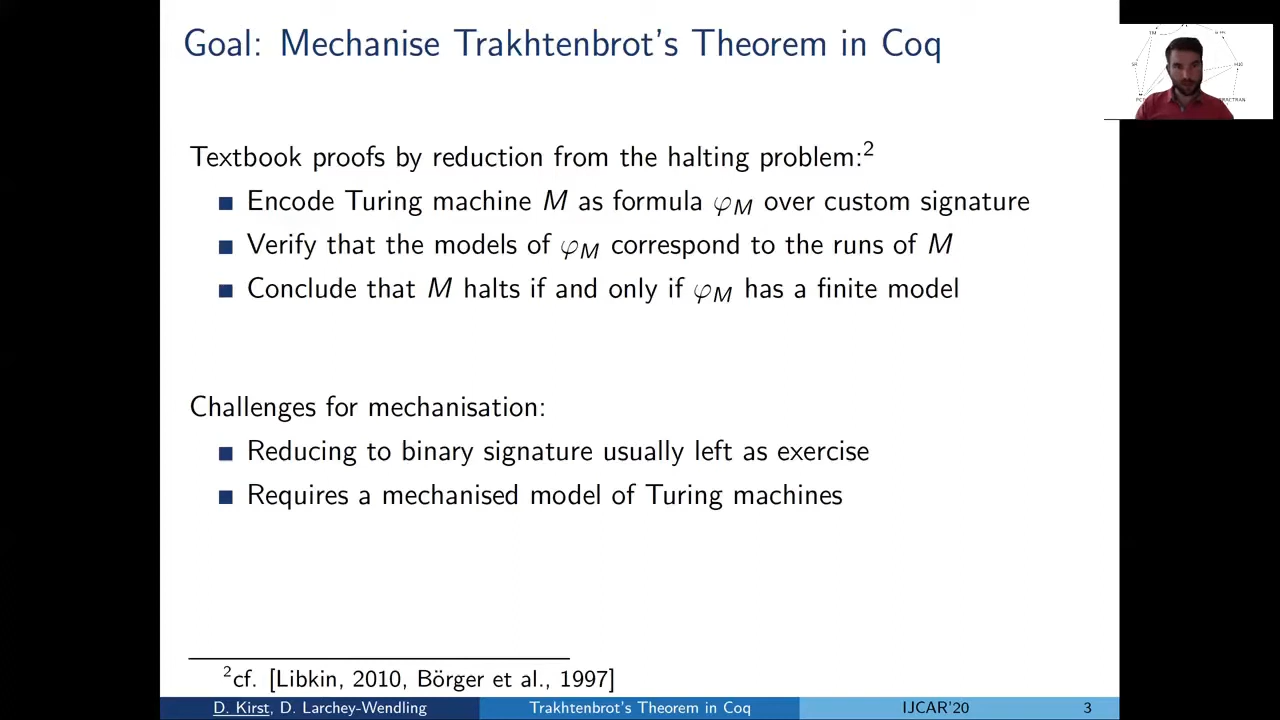 Goal: Mechanise Trakhtenbrot's Theorem in Coq
Textbook proofs by reduction from the halting problem:²
■ Encode Turing machine M as formula φ_M over custom signature
■ Verify that the models of φ_M correspond to the runs of M
■ Conclude that M halts if and only if φ_M has a finite model
Challenges for mechanisation:
■ Reducing to binary signature usually left as exercise
■ Requires a mechanised model of Turing machines
²cf. [Libkin, 2010, Börger et al., 1997]
D. Kirst, D. Larchey-Wendling Trakhtenbrot's Theorem in Coq IJCAR'20 3